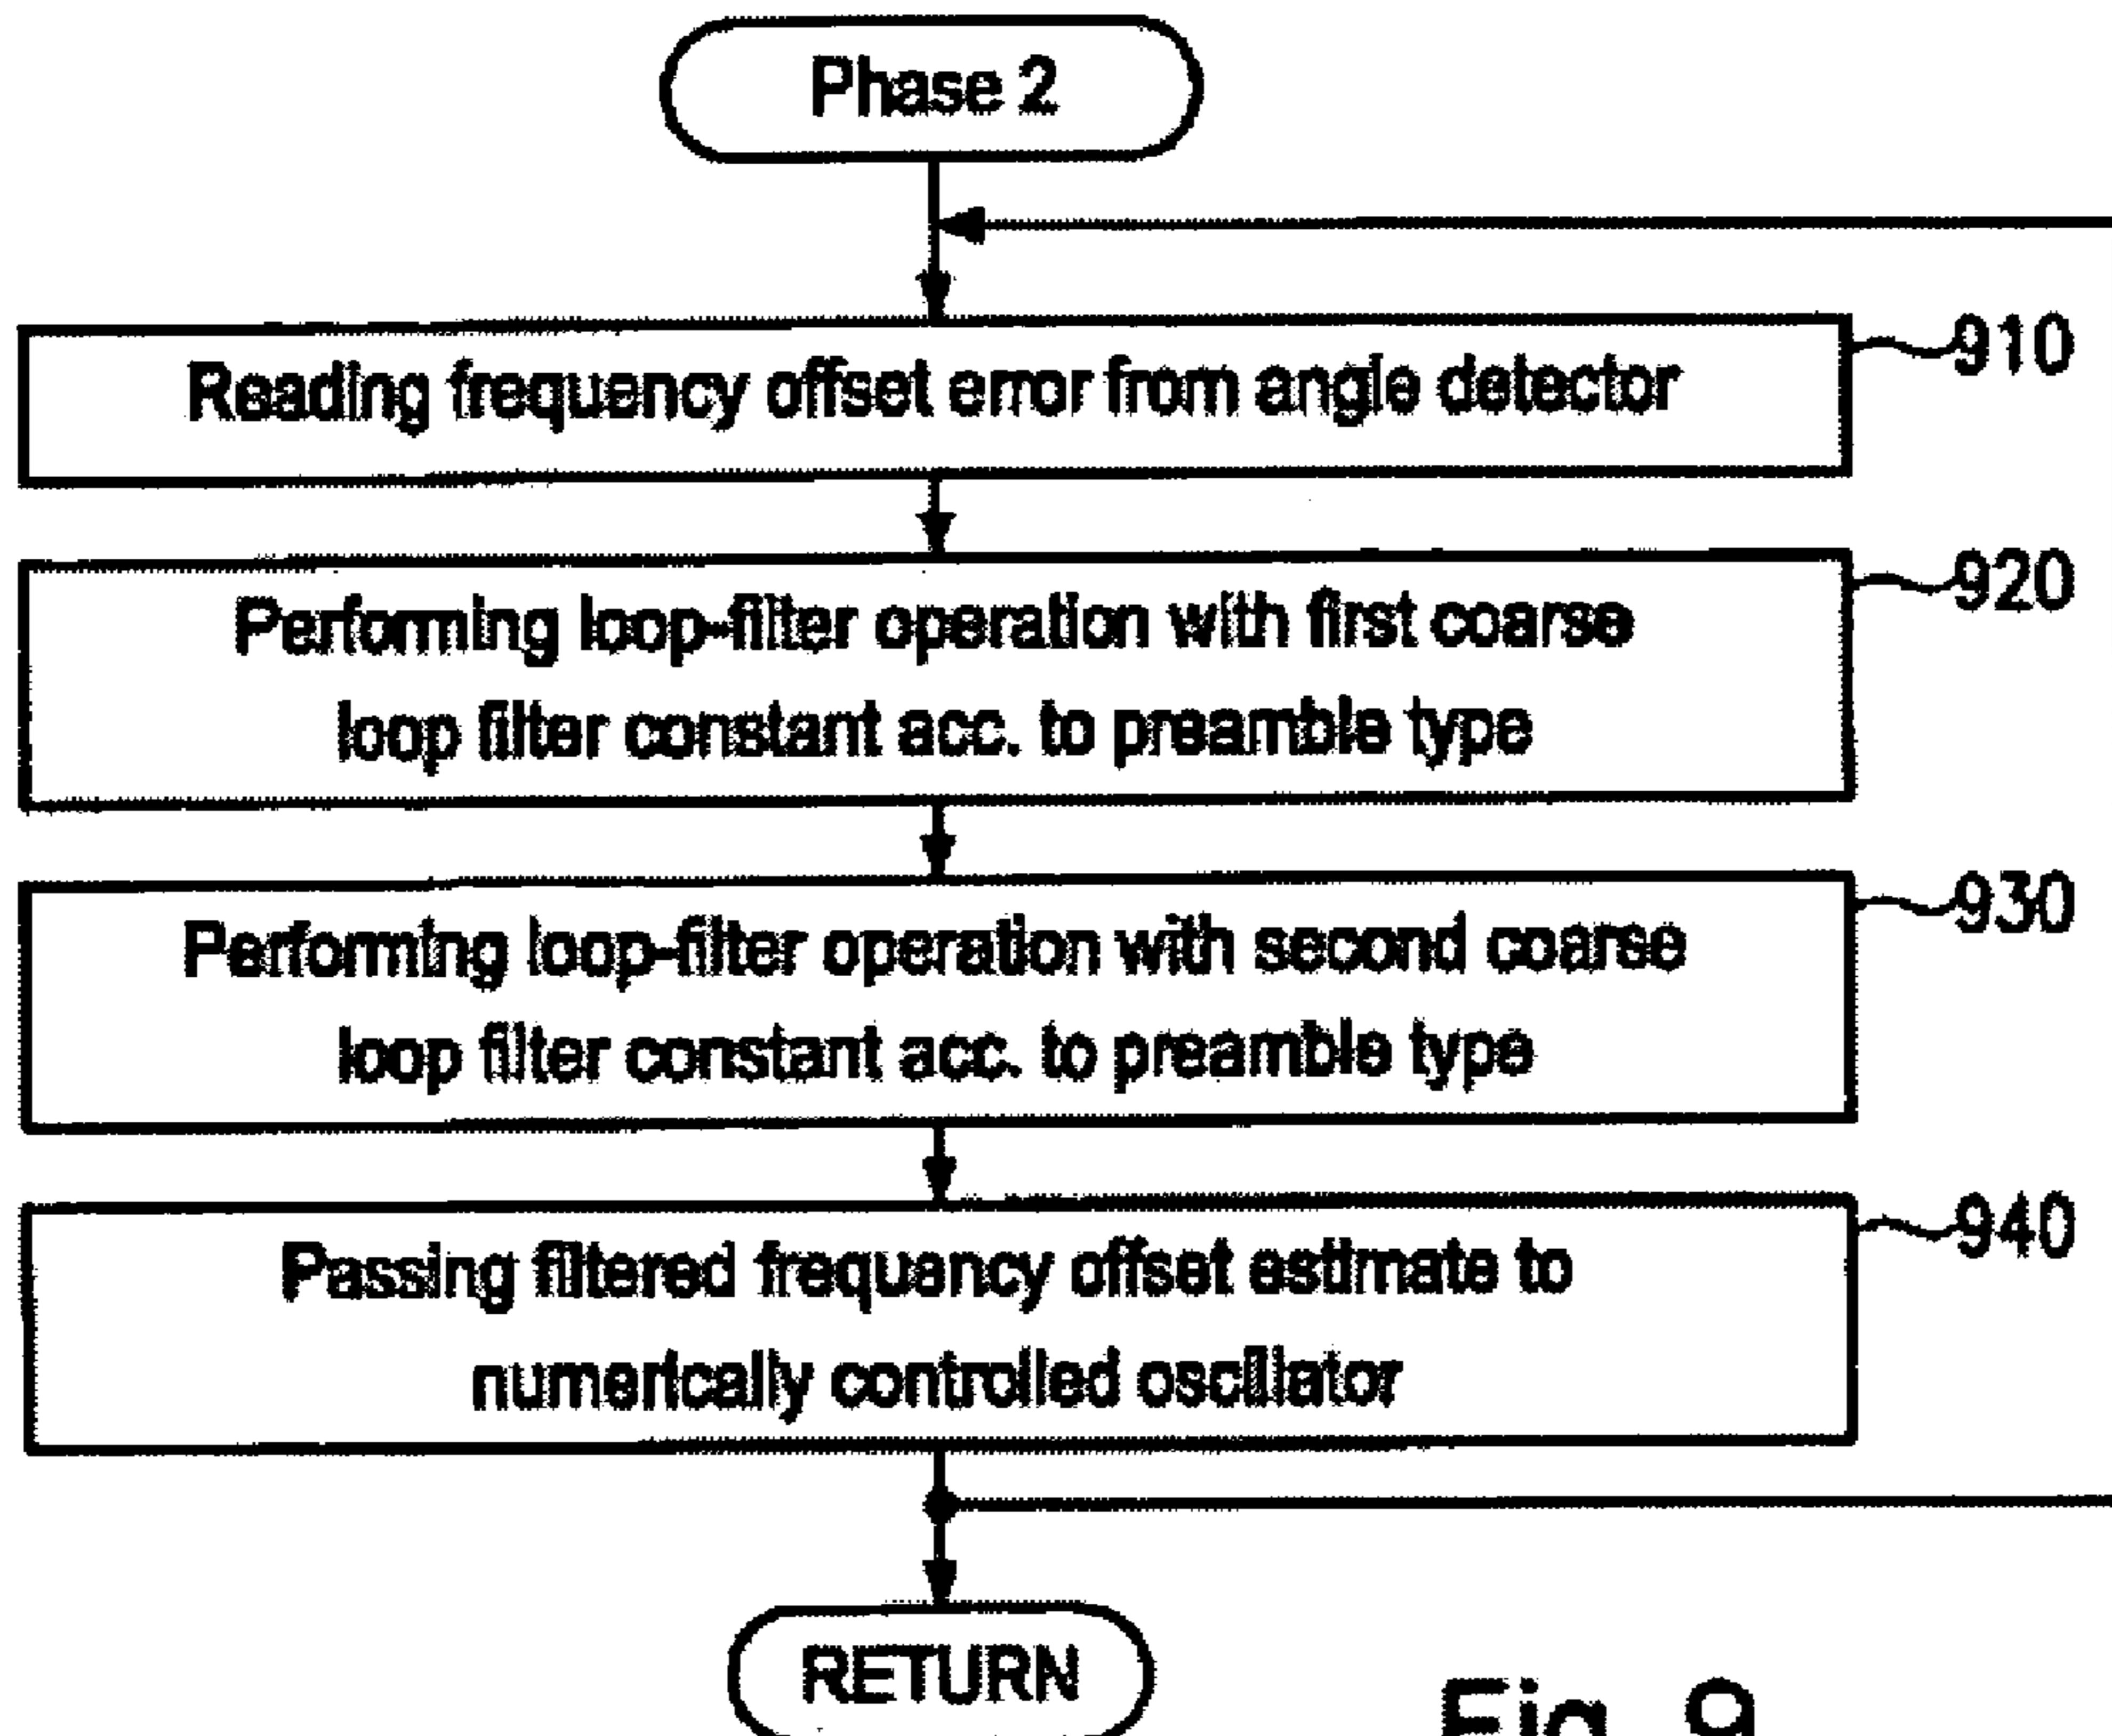 Phase 2
Reading frequency offset error from angle detector
910
Performing loop-filter operation with first coarse
loop filter constant acc. to preamble type
920
Performing loop-filter operation with second coarse
loop filter constant acc. to preamble type
930
Passing filtered frequency offset estimate to
numerically controlled oscillator
940
RETURN
Fig. 9